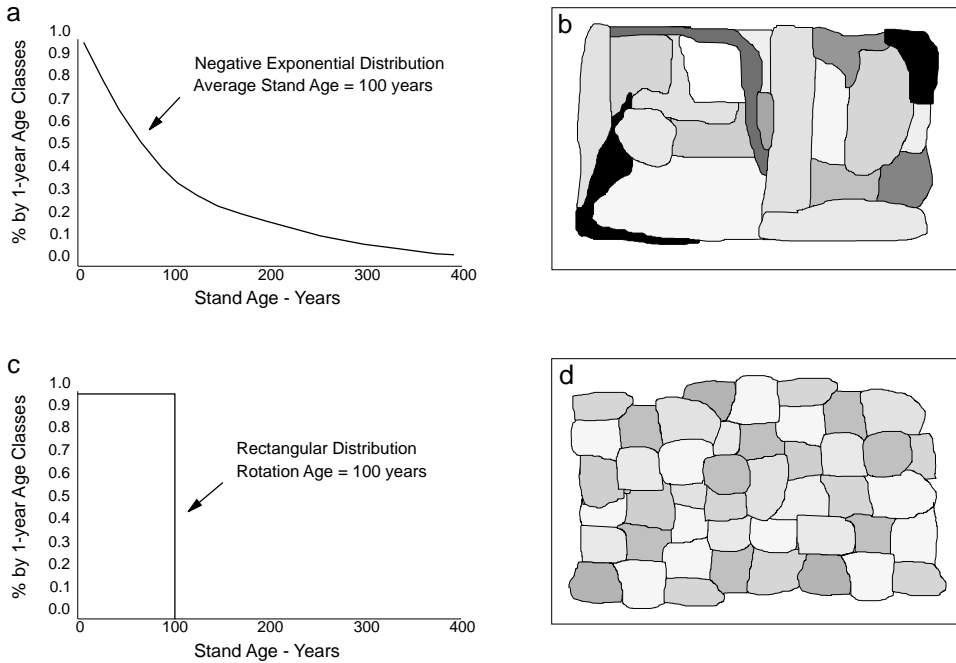 a
1.0
0.9
0.8
0.7
0.6
0.5
0.4
0.3
0.2
0.1
0.0
% by 1-year Age Classes
Negative Exponential Distribution
Average Stand Age = 100 years
0 100 200 300 400
Stand Age - Years
b
c
1.0
0.9
0.8
0.7
0.6
0.5
0.4
0.3
0.2
0.1
0.0
% by 1-year Age Classes
Rectangular Distribution
Rotation Age = 100 years
0 100 200 300 400
Stand Age - Years
d